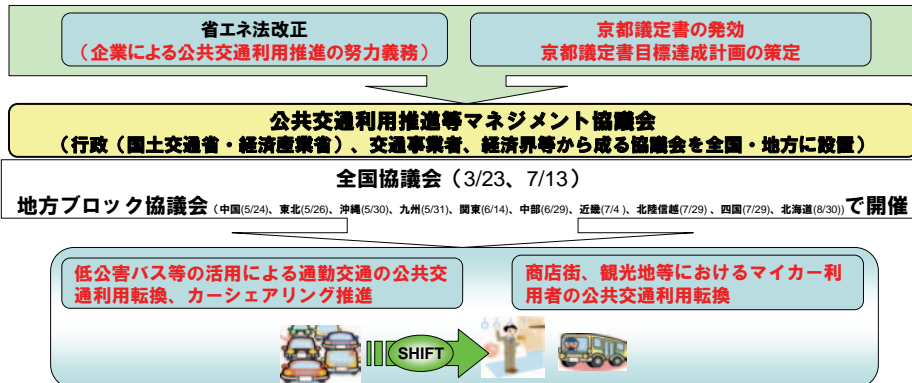 省エネ法改正
（企業による公共交通利用推進の努力義務）
京都議定書の発効
京都議定書目標達成計画の策定
公共交通利用推進等マネジメント協議会
（行政（国土交通省・経済産業省）、交通事業者、経済界等から成る協議会を全国・地方に設置）
全国協議会（3/23、7/13）
地方ブロック協議会（中国(5/24)、東北(5/26)、沖縄(5/30)、九州(5/31)、関東(6/14)、中部(6/29)、近畿(7/4 )、北陸信越(7/29) 、四国(7/29)、北海道(8/30)）で開催
低公害バス等の活用による通勤交通の公共交
通利用転換、カーシェアリング推進
商店街、観光地等におけるマイカー利
用者の公共交通利用転換
SHIFT